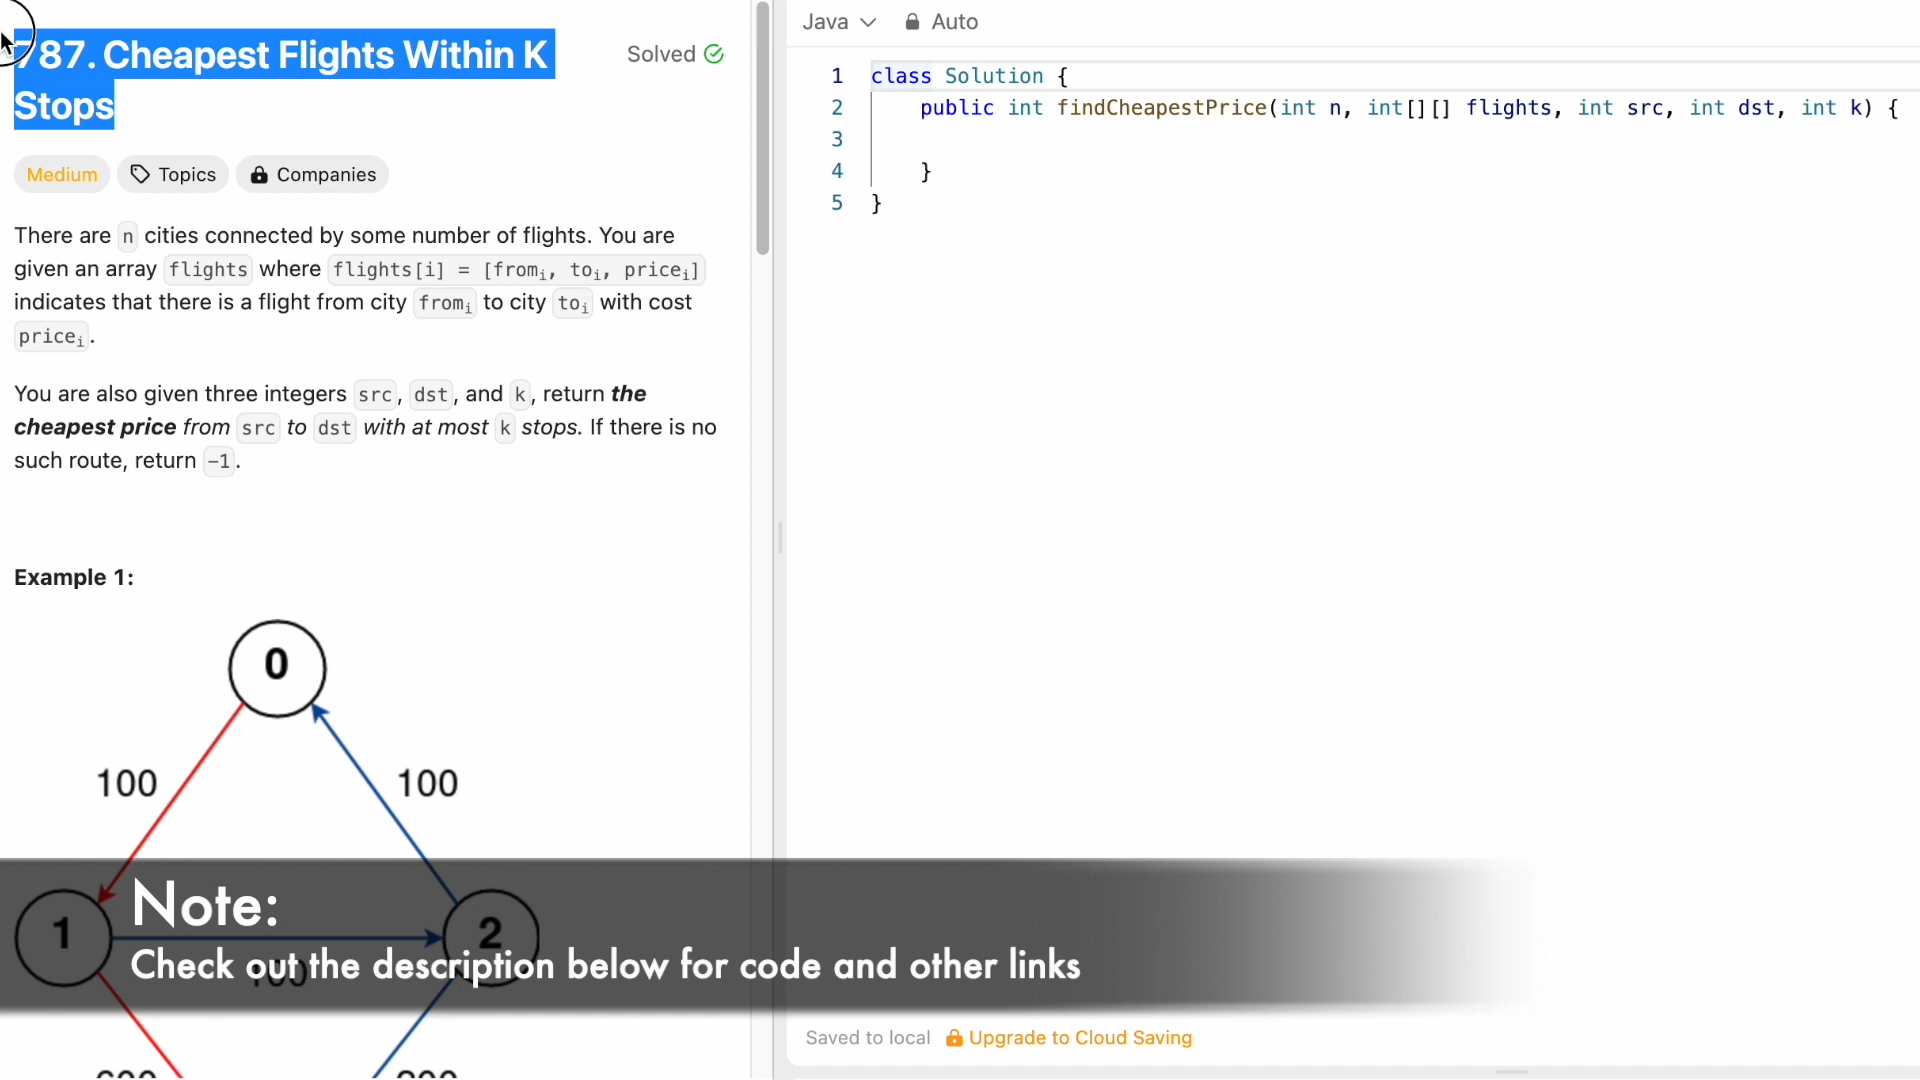 787. Cheapest Flights Within K
Stops
Solved
Medium Topics Companies
There are n cities connected by some number of flights. You are
given an array flights where flights[i] = [fromᵢ, toᵢ, priceᵢ]
indicates that there is a flight from city fromᵢ to city toᵢ with cost
priceᵢ.
You are also given three integers src, dst, and k, return the
cheapest price from src to dst with at most k stops. If there is no
such route, return -1.
Example 1:
0
100 100
1 2
100
Note:
Check out the description below for code and other links
Java Auto
1 class Solution {
2 public int findCheapestPrice(int n, int[][] flights, int src, int dst, int k) {
3
4 }
5 }
Saved to local Upgrade to Cloud Saving